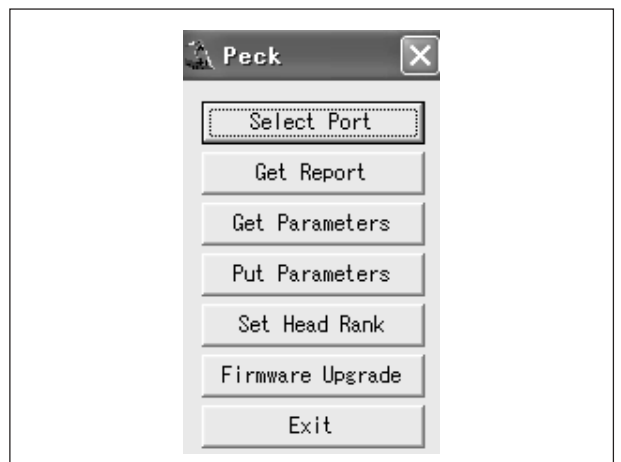 Peck
Select Port
Get Report
Get Parameters
Put Parameters
Set Head Rank
Firmware Upgrade
Exit